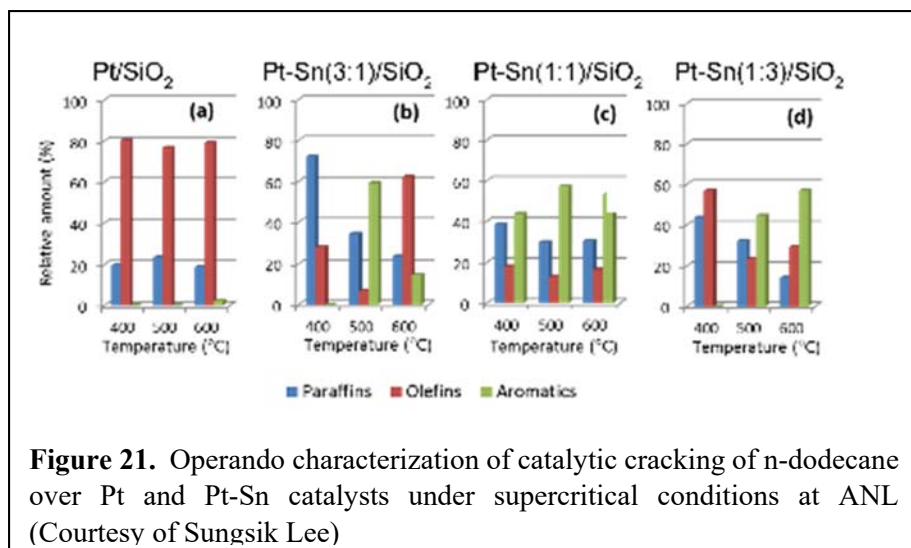 Pt/SiO₂ Pt-Sn(3:1)/SiO₂ Pt-Sn(1:1)/SiO₂ Pt-Sn(1:3)/SiO₂
(a) (b) (c) (d)
Relative amount (%)
100 100 100 100
80 80 80 80
60 60 60 60
40 40 40 40
20 20 20 20
0 0 0 0
400 500 600 400 500 600 400 500 600 400 500 600
Temperature (°C) Temperature (°C) Temperature (°C) Temperature (°C)
Paraffins Olefins Aromatics
Figure 21. Operando characterization of catalytic cracking of n-dodecane
over Pt and Pt-Sn catalysts under supercritical conditions at ANL
(Courtesy of Sungsik Lee)